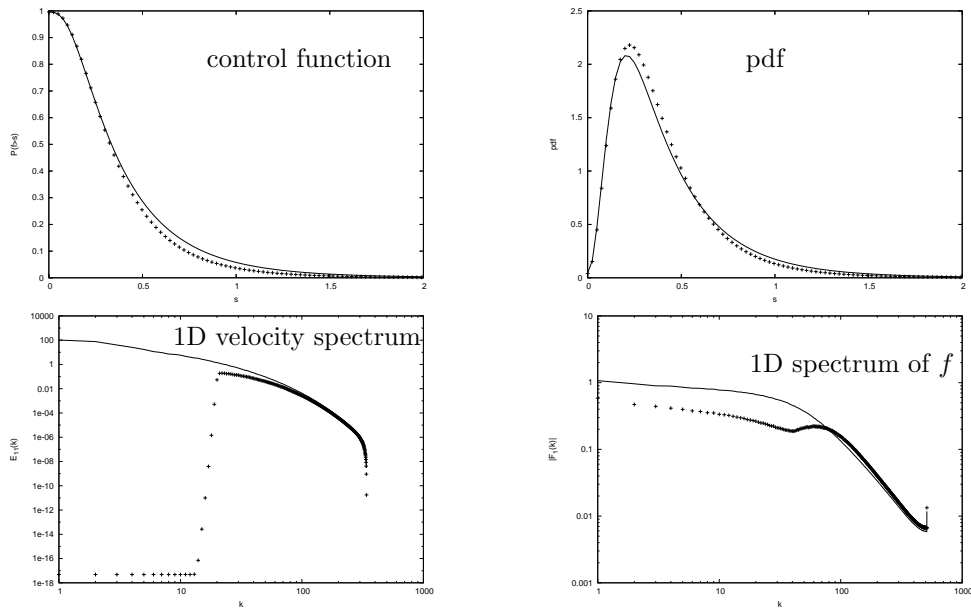 1
0.9
0.8
0.7
0.6
0.5
0.4
0.3
0.2
0.1
0
P(t>s)
control function
0 0.5 1 1.5 2
s
2.5
2
1.5
1
0.5
0
pdf
pdf
0 0.5 1 1.5 2
s
10000
100
1
0.01
1e-04
1e-06
1e-08
1e-10
1e-12
1e-14
1e-16
1e-18
E11(k)
1D velocity spectrum
1 10 100 1000
k
10
1
0.1
0.01
0.001
|F1(k)|
1D spectrum of f
1 10 100 1000
k